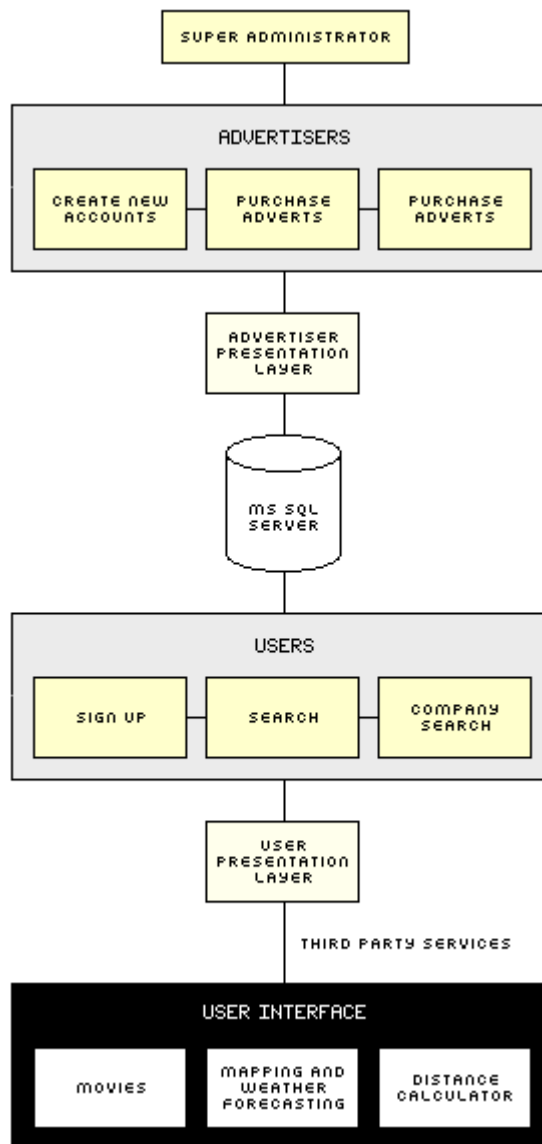 SUPER ADMINISTRATOR
ADVERTISERS
CREATE NEW
ACCOUNTS
PURCHASE
ADVERTS
PURCHASE
ADVERTS
ADVERTISER
PRESENTATION
LAYER
MS SQL
SERVER
USERS
SIGN UP
SEARCH
COMPANY
SEARCH
USER
PRESENTATION
LAYER
THIRD PARTY SERVICES
USER INTERFACE
MOVIES
MAPPING AND
WEATHER
FORECASTING
DISTANCE
CALCULATOR